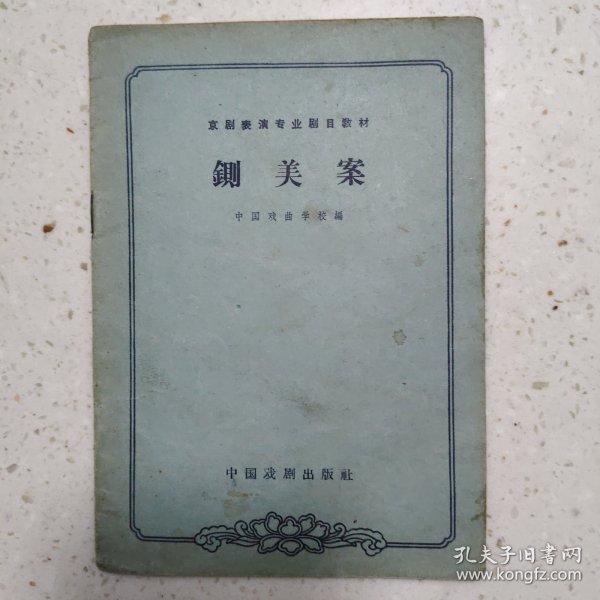 京剧表演专业剧目教材
鍘美案
中国戏曲学校編
中国戏剧出版社
孔夫子旧书网
www.kongfz.com